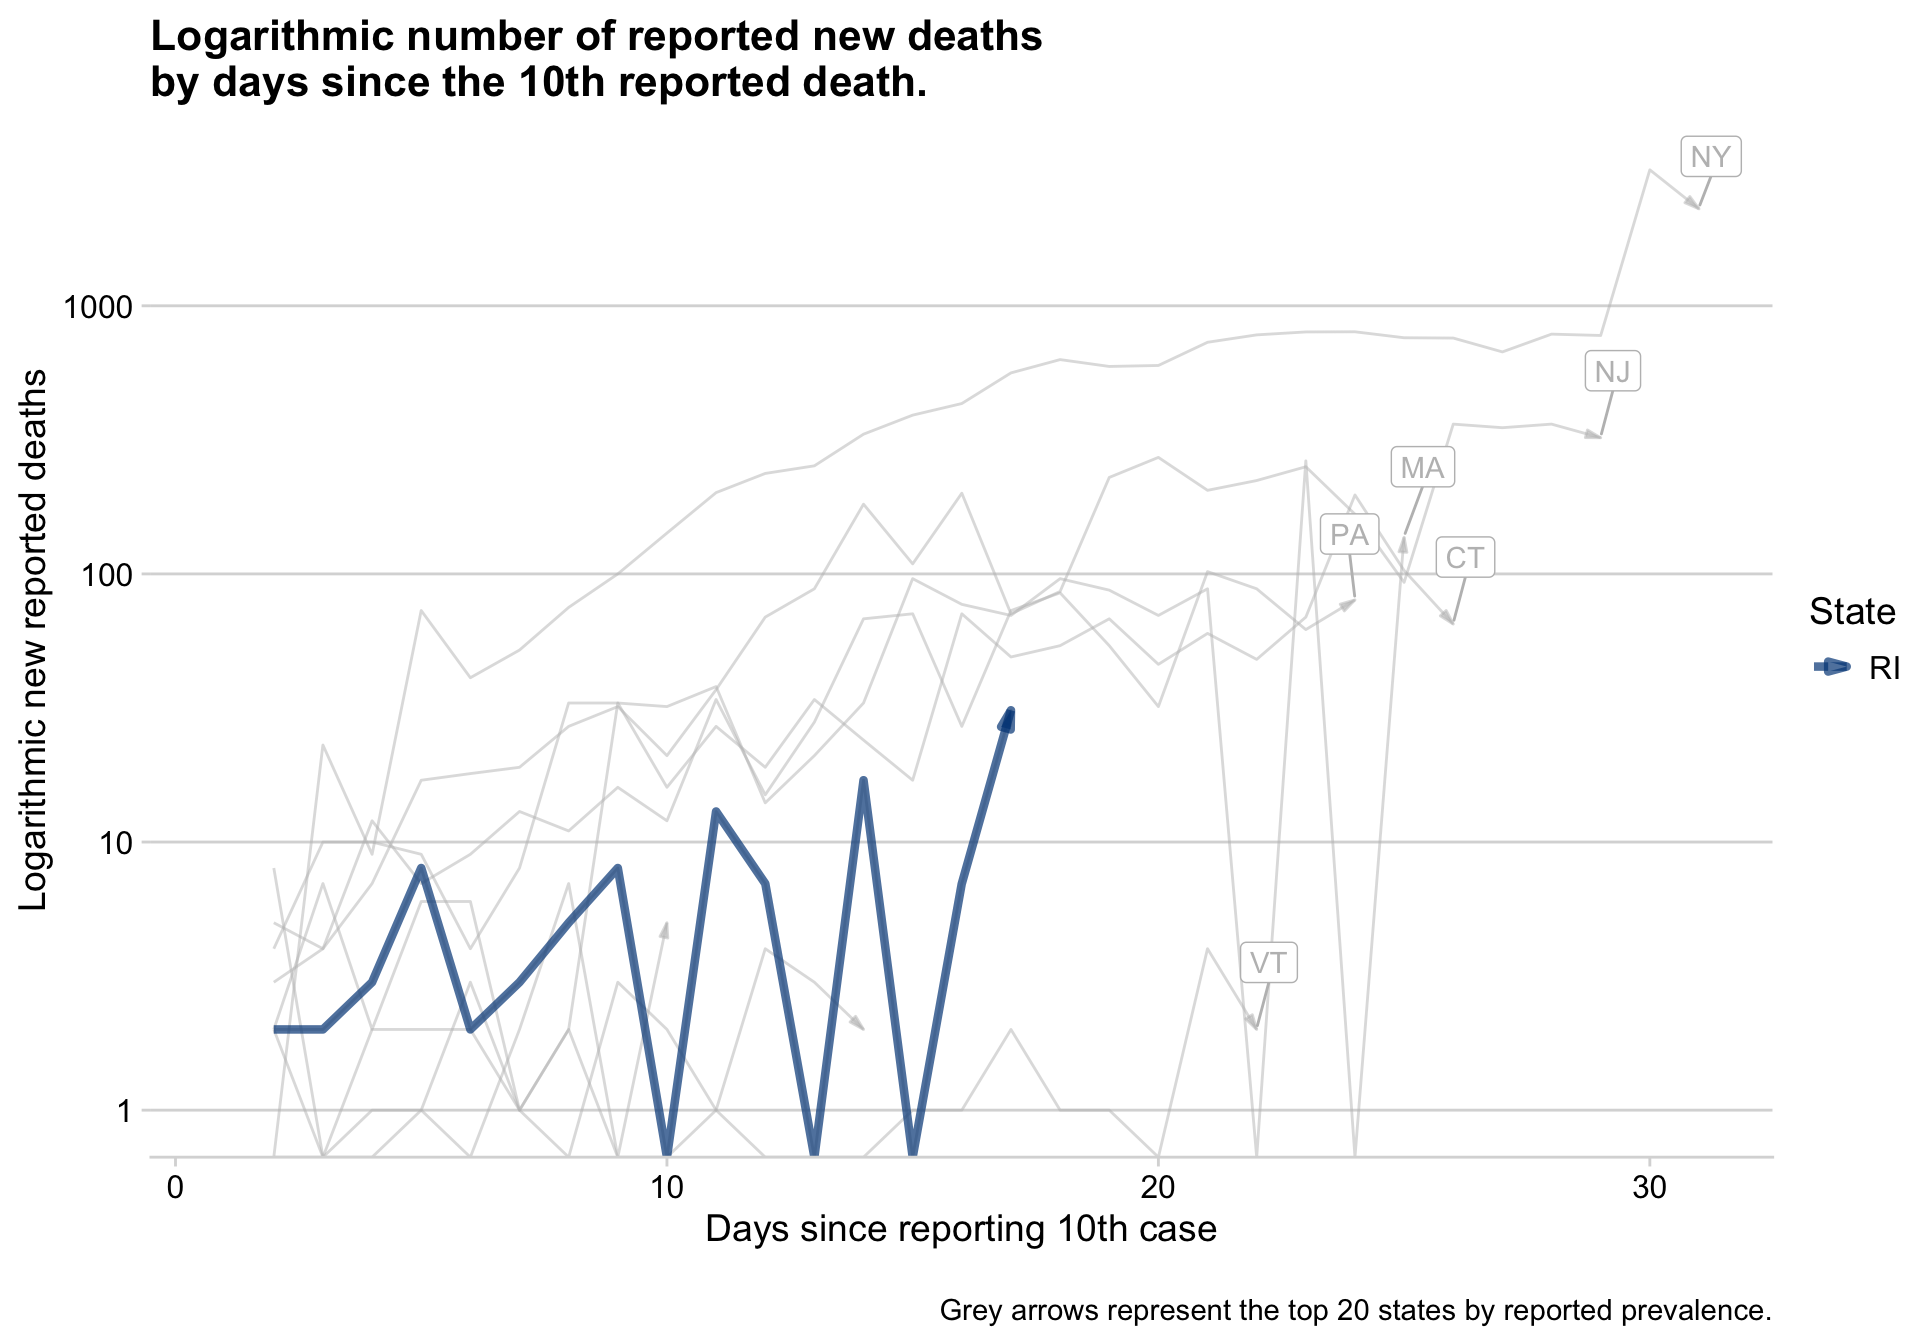 Logarithmic number of reported new deaths
by days since the 10th reported death.
NY
1000
NJ
MA
PA
CT
100
State
RI
10
VT
1
0 10 20 30
Logarithmic new reported deaths
Days since reporting 10th case
Grey arrows represent the top 20 states by reported prevalence.